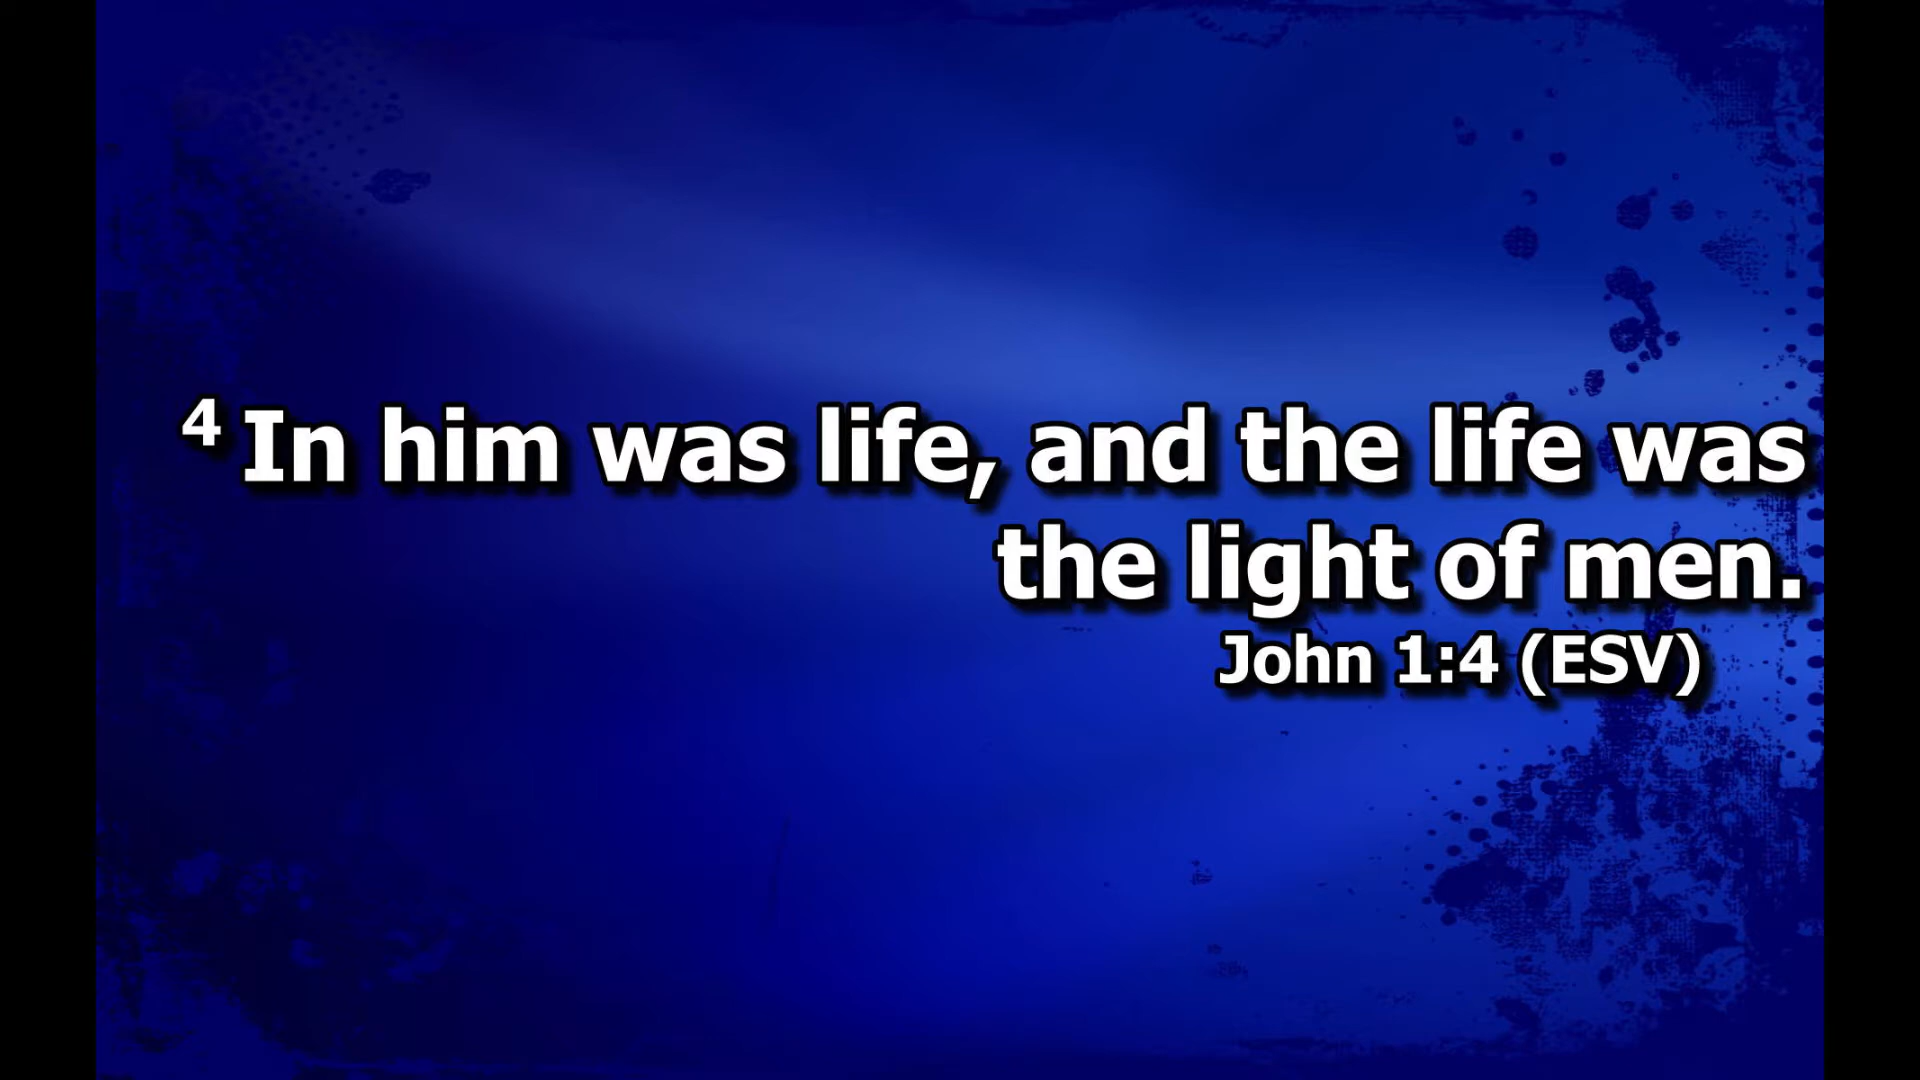 4 In him was life, and the life was
the light of men.
John 1:4 (ESV)